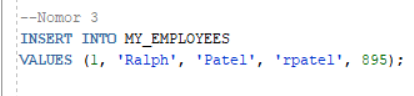 --Nomor 3
INSERT INTO MY_EMPLOYEES
VALUES (1, 'Ralph', 'Patel', 'rpatel', 895);